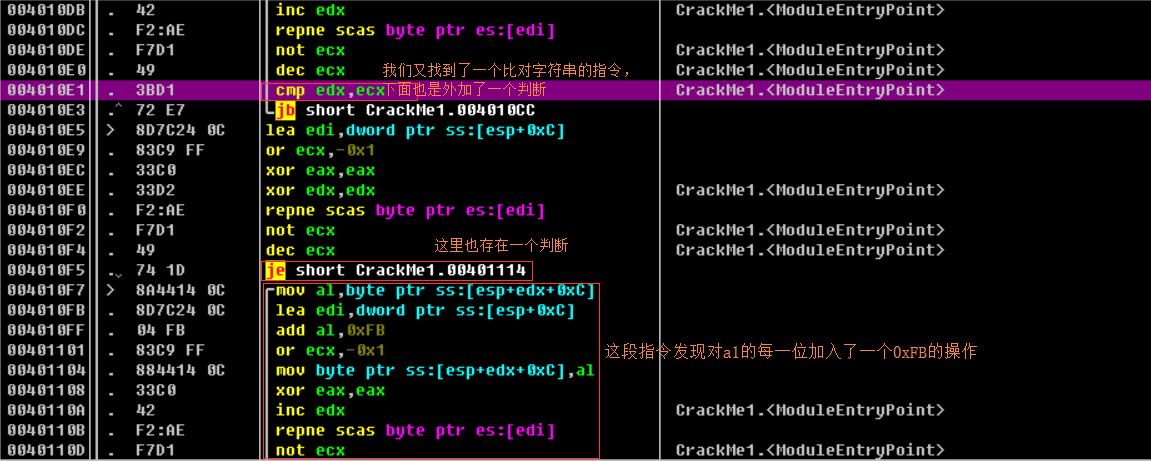 004010DB . 42 inc edx CrackMe1.<ModuleEntryPoint>
004010DC . F2:AE repne scas byte ptr es:[edi]
004010DE . F7D1 not ecx CrackMe1.<ModuleEntryPoint>
004010E0 . 49 dec ecx CrackMe1.<ModuleEntryPoint>
我们又找到了一个比对字符串的指令，
004010E1 . 3BD1 cmp edx,ecx CrackMe1.<ModuleEntryPoint>
下面也是外加了一个判断
004010E3 .^ 72 E7 jb short CrackMe1.004010CC
004010E5 > 8D7C24 0C lea edi,dword ptr ss:[esp+0xC]
004010E9 . 83C9 FF or ecx,-0x1
004010EC . 33C0 xor eax,eax
004010EE . 33D2 xor edx,edx CrackMe1.<ModuleEntryPoint>
004010F0 . F2:AE repne scas byte ptr es:[edi]
004010F2 . F7D1 not ecx CrackMe1.<ModuleEntryPoint>
004010F4 . 49 dec ecx CrackMe1.<ModuleEntryPoint>
这里也存在一个判断
004010F5 .⌄ 74 1D je short CrackMe1.00401114
004010F7 > 8A4414 0C mov al,byte ptr ss:[esp+edx+0xC]
004010FB . 8D7C24 0C lea edi,dword ptr ss:[esp+0xC]
004010FF . 04 FB add al,0xFB
00401101 . 83C9 FF or ecx,-0x1
这段指令发现对al的每一位加入了一个0xFB的操作
00401104 . 884414 0C mov byte ptr ss:[esp+edx+0xC],al
00401108 . 33C0 xor eax,eax
0040110A . 42 inc edx CrackMe1.<ModuleEntryPoint>
0040110B . F2:AE repne scas byte ptr es:[edi]
0040110D . F7D1 not ecx CrackMe1.<ModuleEntryPoint>